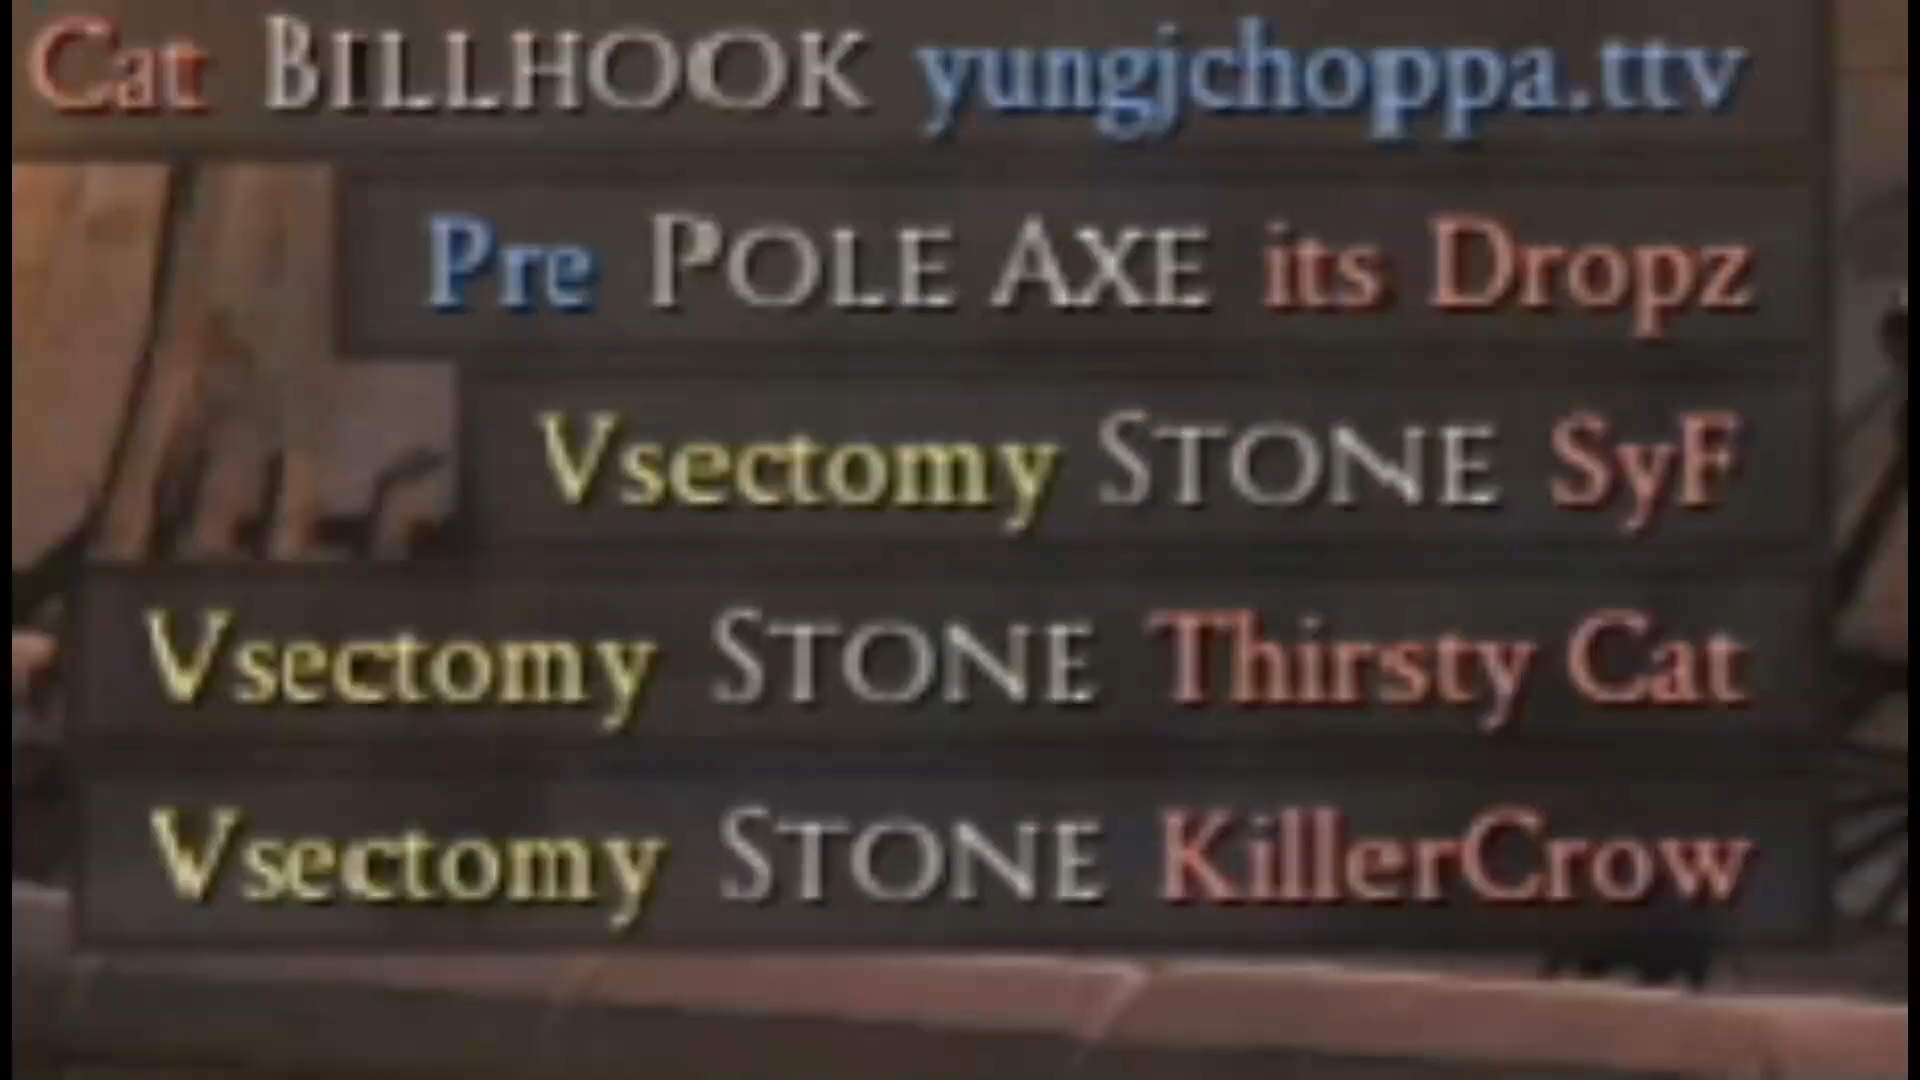 Cat BILLHOOK yungjchoppa.ttv
Pre POLE AXE its Dropz
Vsectomy STONE SyF
Vsectomy STONE Thirsty Cat
Vsectomy STONE KillerCrow